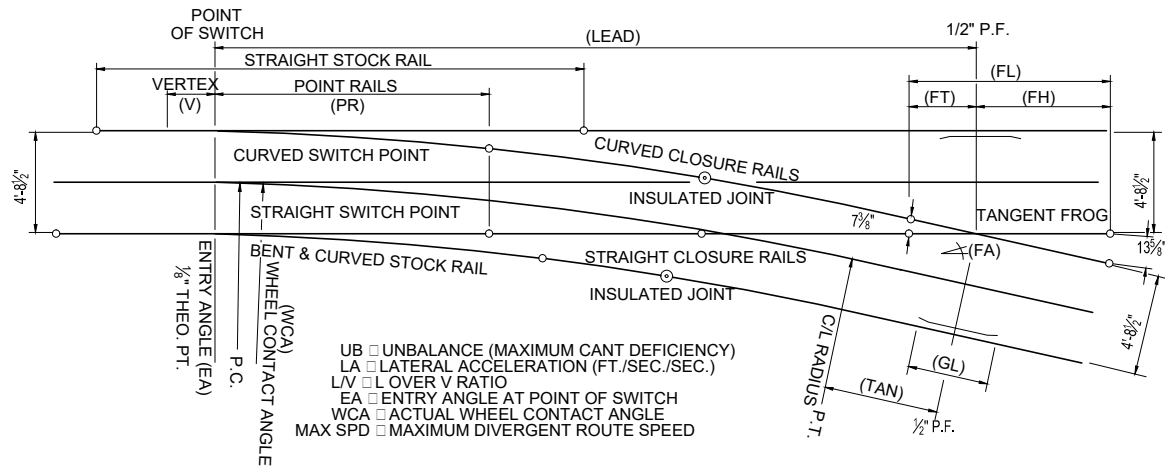 POINT
OF SWITCH
1/2" P.F.
(LEAD)
STRAIGHT STOCK RAIL
(FL)
VERTEX
(V)
POINT RAILS
(PR)
(FT)
(FH)
4'-8½"
CURVED SWITCH POINT
CURVED CLOSURE RAILS
INSULATED JOINT
4'-8½"
STRAIGHT SWITCH POINT
7⅜"
TANGENT FROG
13⅝"
BENT & CURVED STOCK RAIL
STRAIGHT CLOSURE RAILS
(FA)
INSULATED JOINT
4'-8½"
ENTRY ANGLE (EA)
⅛" THEO. PT.
P.C.
(WCA)
WHEEL CONTACT ANGLE
C/L RADIUS P.T.
(GL)
(TAN)
½" P.F.
UB □ UNBALANCE (MAXIMUM CANT DEFICIENCY)
LA □ LATERAL ACCELERATION (FT./SEC./SEC.)
L/V □ L OVER V RATIO
EA □ ENTRY ANGLE AT POINT OF SWITCH
WCA □ ACTUAL WHEEL CONTACT ANGLE
MAX SPD □ MAXIMUM DIVERGENT ROUTE SPEED